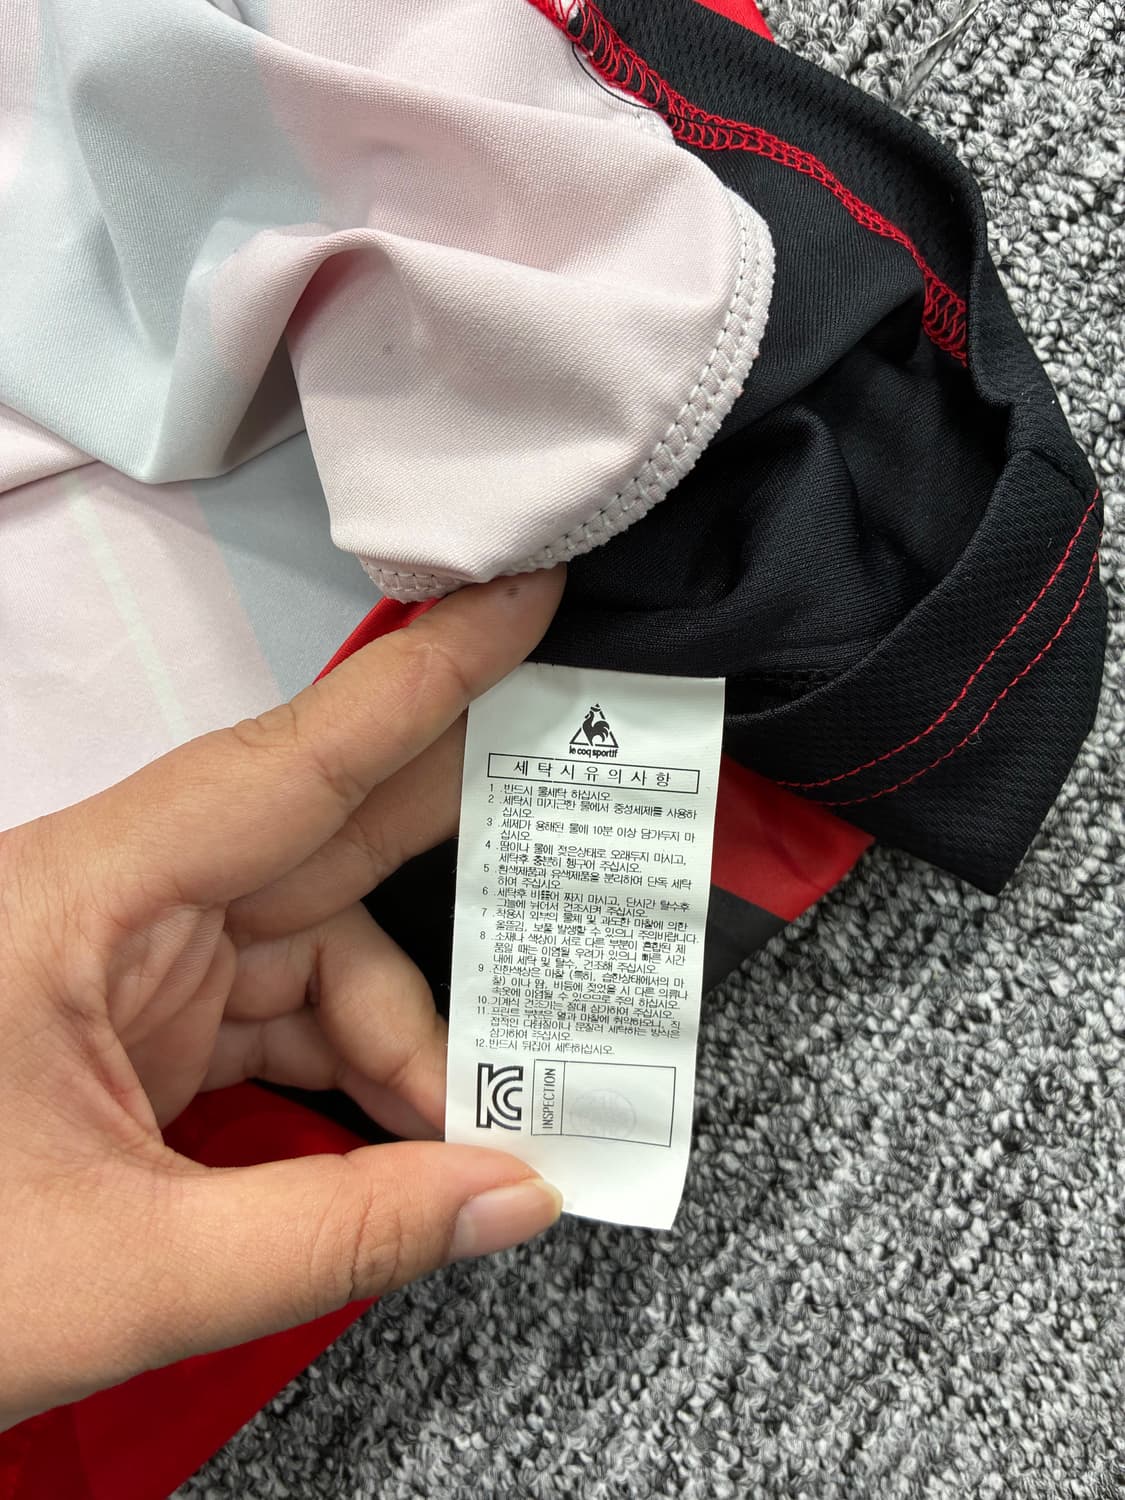 le coq sportif
세탁시유의사항
1 .반드시 물세탁 하십시오.
2 .세탁시 미지근한 물에서 중성세제를 사용하
십시오.
3 .세제가 용해된 물에 10분 이상 담가두지 마
십시오.
4 .땀이나 물에 젖은상태로 오래두지 마시고,
세탁후 충분히 헹구어 주십시오.
5 .흰색제품과 유색제품을 분리하여 단독 세탁
하여 주십시오.
6 .세탁후 비틀어 짜지 마시고, 단시간 탈수후
그늘에 뉘어서 건조시켜 주십시오.
7 .착용시 외부의 물체 및 과도한 마찰에 의한
올뜯김, 보풀 발생할 수 있으니 주의바랍니다.
8 .소재나 색상이 서로 다른 부분이 혼합된 제
품일 때는 이염될 우려가 있으니 빠른 시간
내에 세탁 및 탈수, 건조해 주십시오.
9 .진한색상은 마찰 (특히, 습한상태에서의 마
찰) 이나 땀, 비등에 젖었을 시 다른 의류나
속옷에 이염될 수 있으므로 주의 하십시오.
10.기계식 건조기는 절대 삼가하여 주십시오.
11.프린트 부분은 열과 마찰에 취약하오니, 직
접적인 다림질이나 문질러 세탁하는 방식은
삼가하여 주십시오.
12.반드시 뒤집어 세탁하십시오.
KC
INSPECTION